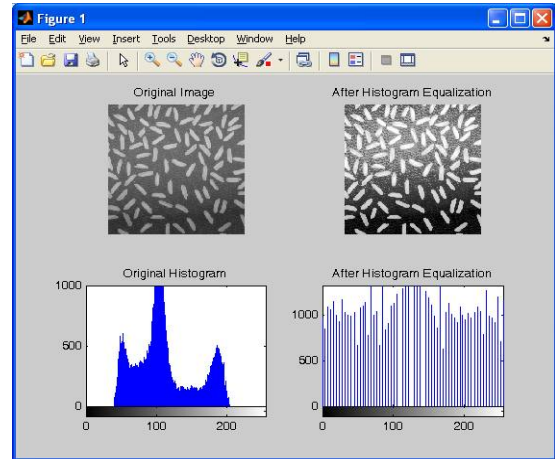 Figure 1
File Edit View Insert Tools Desktop Window Help
Original Image
After Histogram Equalization
Original Histogram
After Histogram Equalization
1000
500
0
0 100 200
1000
500
0
0 100 200